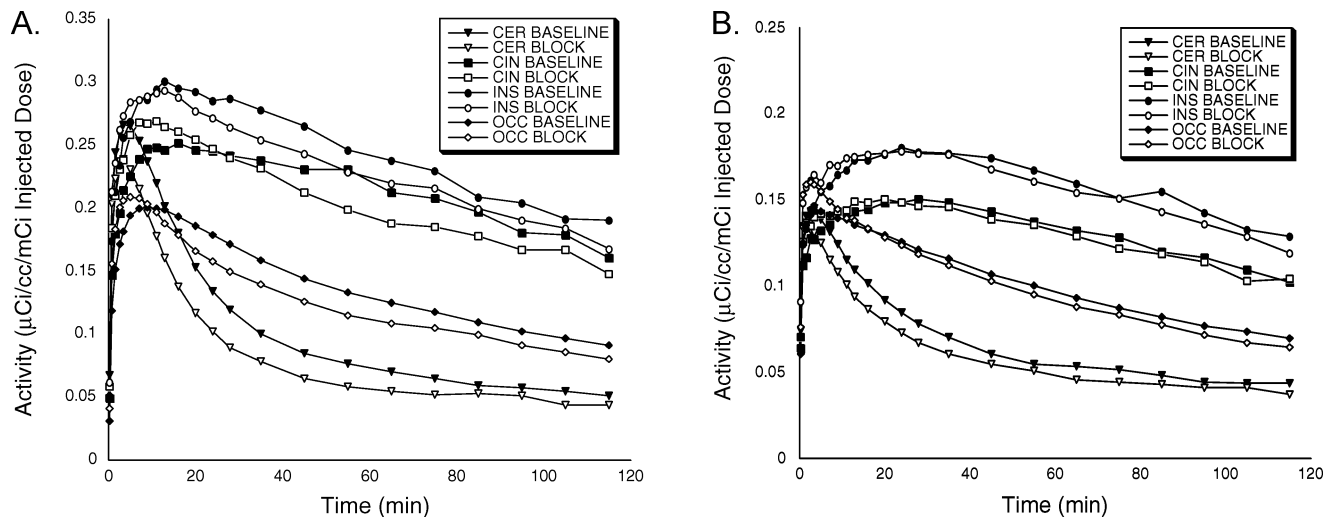 A.
CER BASELINE
CER BLOCK
CIN BASELINE
CIN BLOCK
INS BASELINE
INS BLOCK
OCC BASELINE
OCC BLOCK
0.35
0.3
0.25
0.2
0.15
0.1
0.05
0
0 20 40 60 80 100 120
Activity (µCi/cc/mCi Injected Dose)
Time (min)
B.
CER BASELINE
CER BLOCK
CIN BASELINE
CIN BLOCK
INS BASELINE
INS BLOCK
OCC BASELINE
OCC BLOCK
0.25
0.2
0.15
0.1
0.05
0
0 20 40 60 80 100 120
Activity (µCi/cc/mCi Injected Dose)
Time (min)